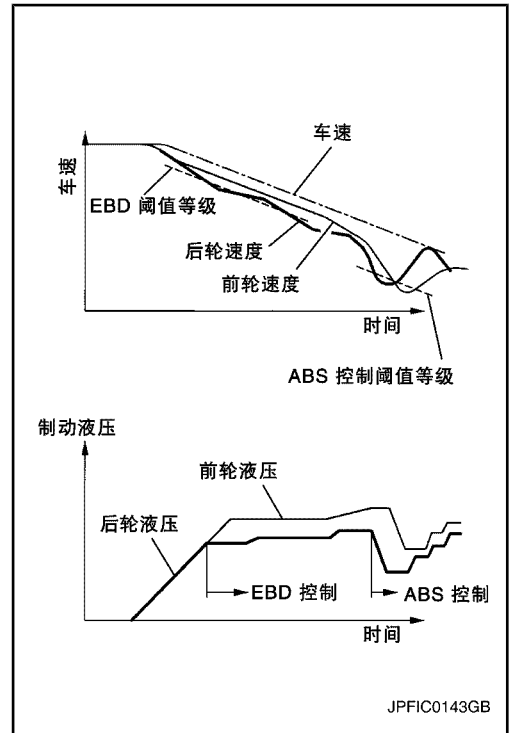 车速
车速
EBD 阈值等级
后轮速度
前轮速度
时间
ABS 控制阈值等级
制动液压
前轮液压
后轮液压
EBD 控制
ABS 控制
时间
JPFIC0143GB